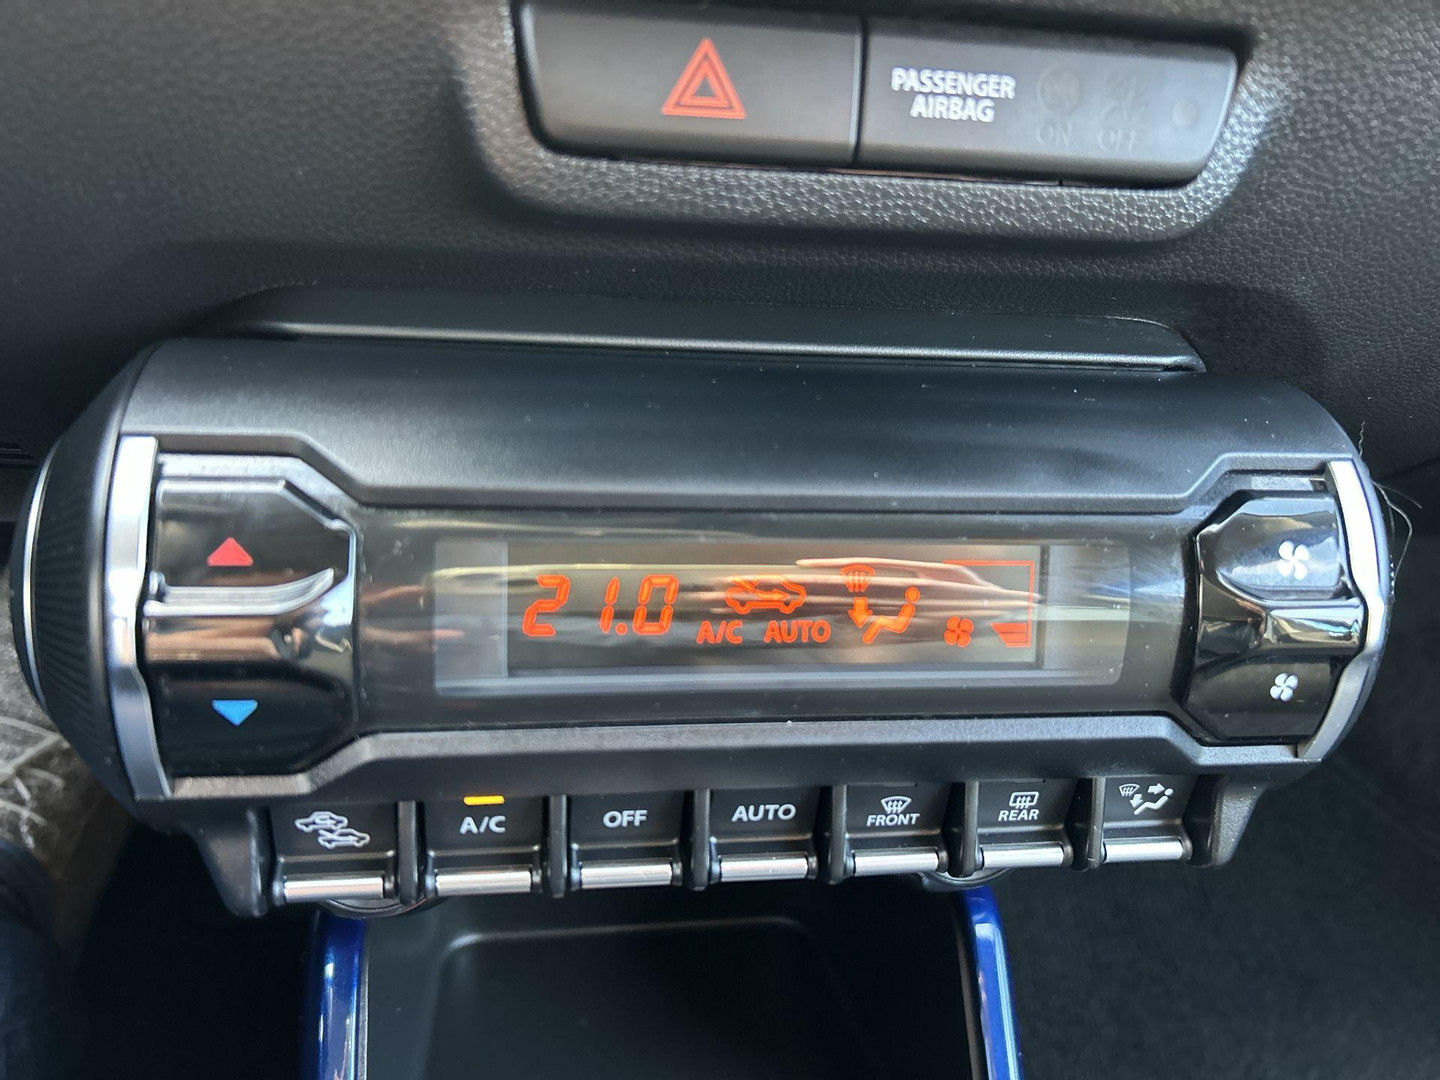 PASSENGER
AIRBAG
ON OFF
21.0
A/C AUTO
A/C
OFF
AUTO
FRONT
REAR